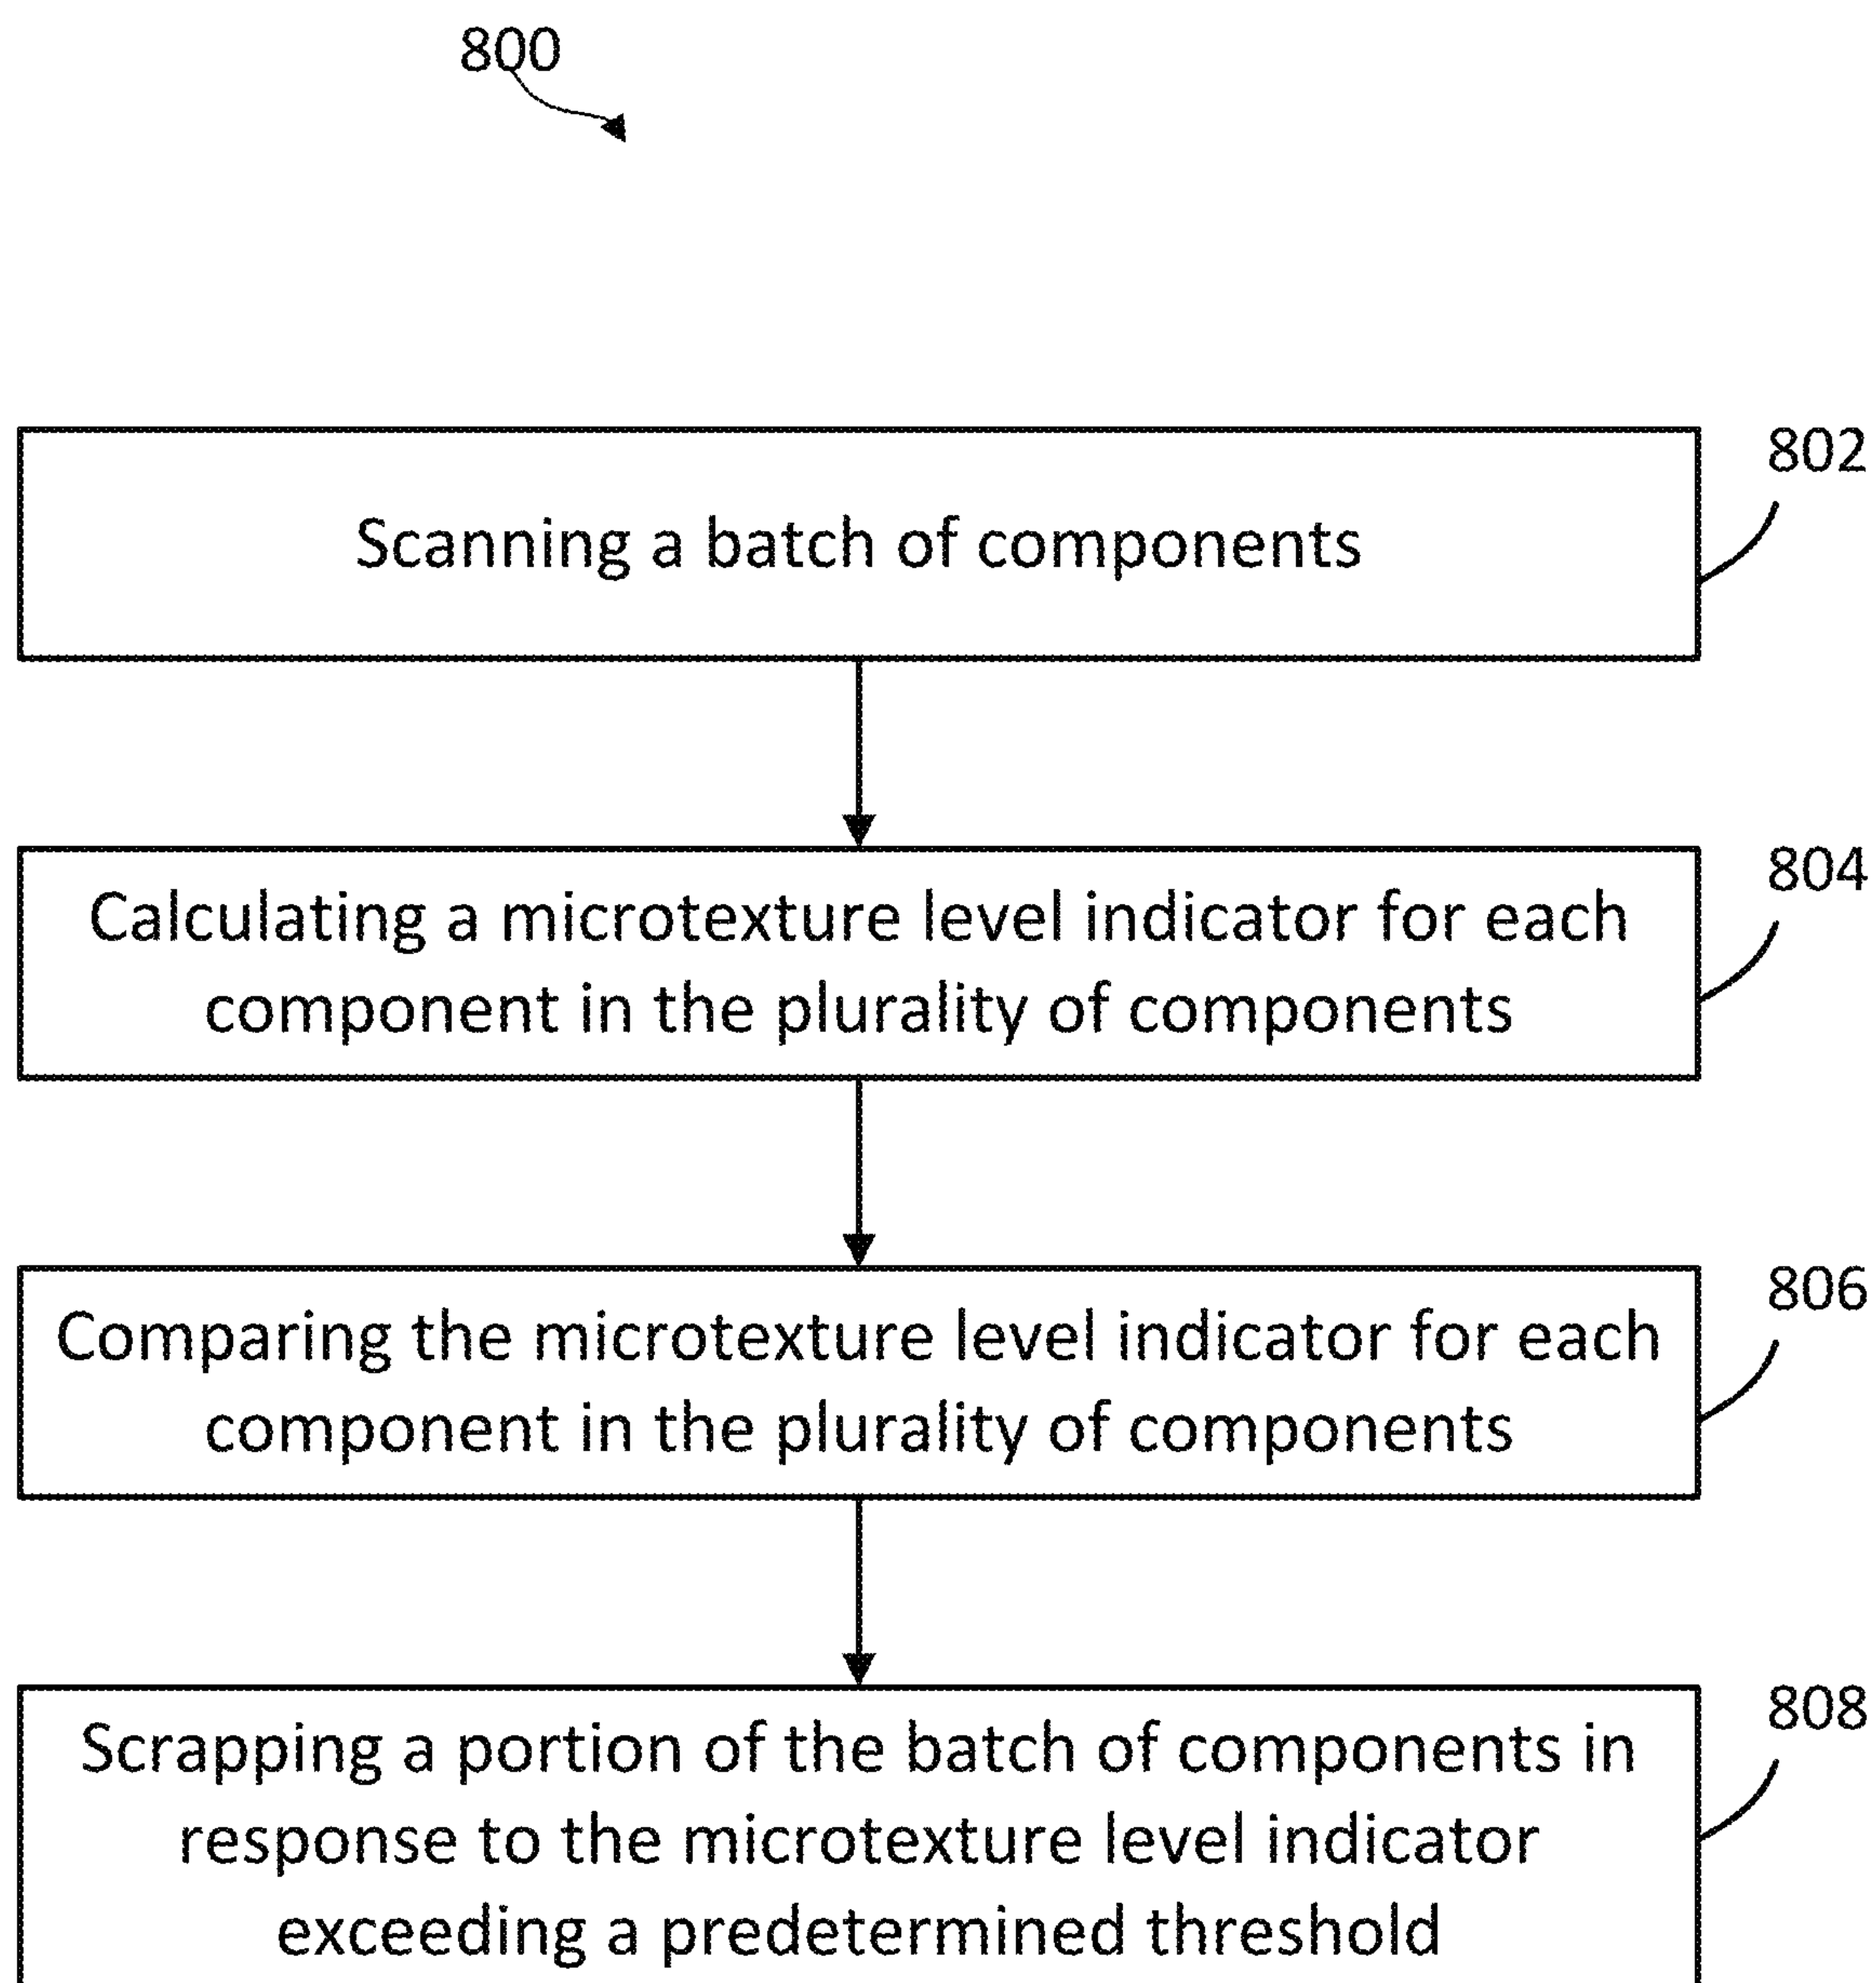 800
802
Scanning a batch of components
804
Calculating a microtexture level indicator for each
component in the plurality of components
806
Comparing the microtexture level indicator for each
component in the plurality of components
808
Scrapping a portion of the batch of components in
response to the microtexture level indicator
exceeding a predetermined threshold